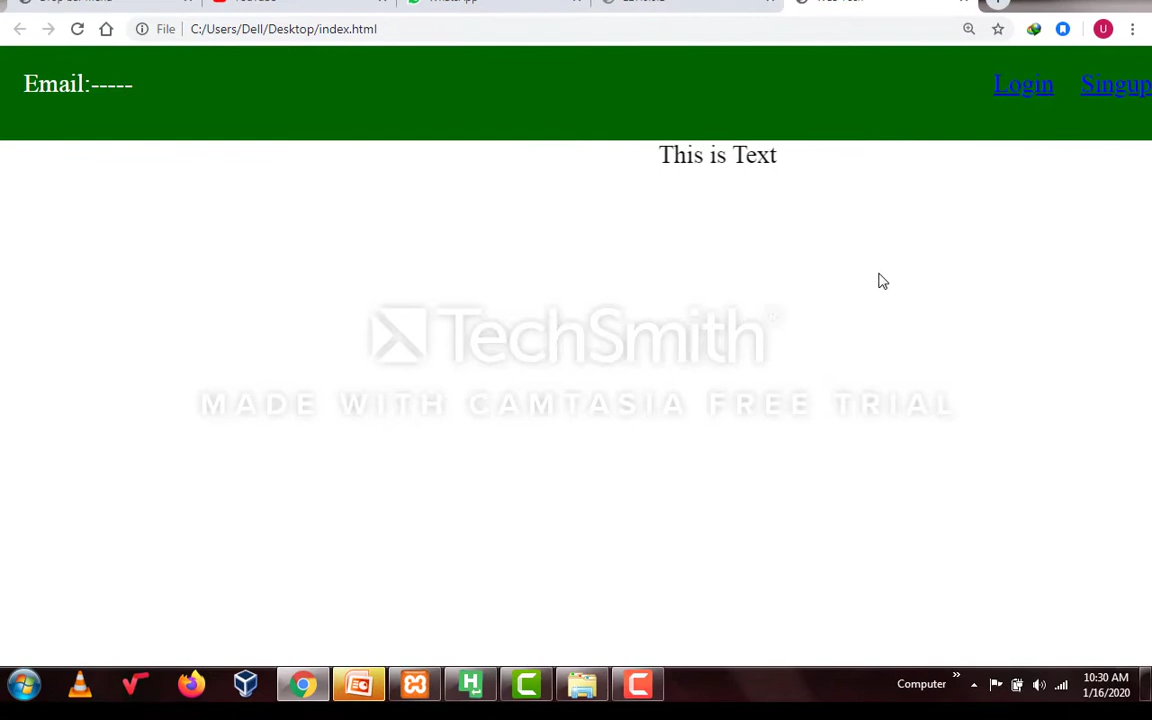 File C:/Users/Dell/Desktop/index.html
Email:-----
Login Singup
This is Text
TechSmith®
MADE WITH CAMTASIA FREE TRIAL
Computer
10:30 AM
1/16/2020